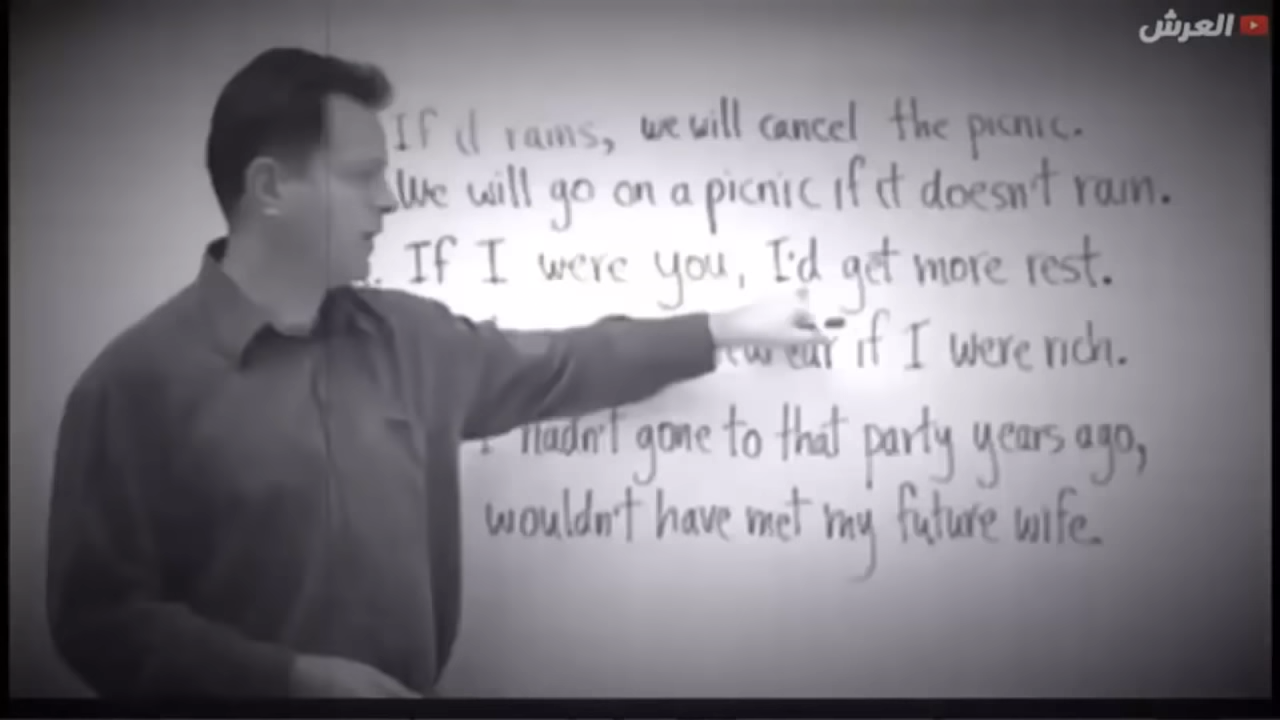 العرش
If it rains, we will cancel the picnic.
We will go on a picnic if it doesn't rain.
. If I were you, I'd get more rest.
if I were rich.
hadn't gone to that party years ago,
wouldn't have met my future wife.